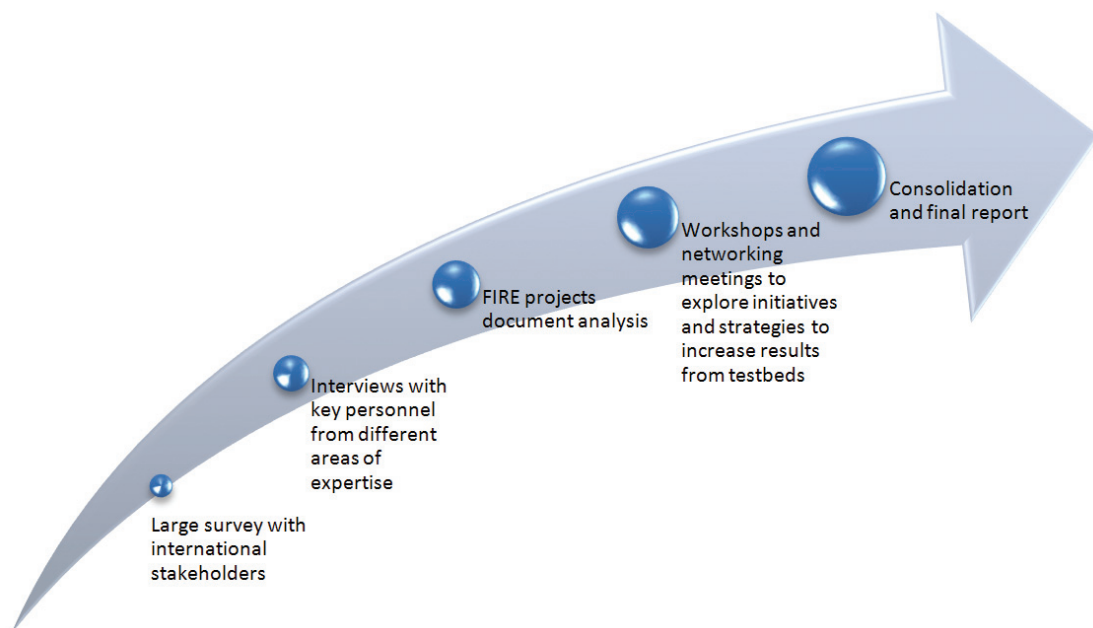 Large survey with
international
stakeholders
Interviews with
key personnel
from different
areas of
expertise
FIRE projects
document analysis
Workshops and
networking
meetings to
explore initiatives
and strategies to
increase results
from testbeds
Consolidation
and final report